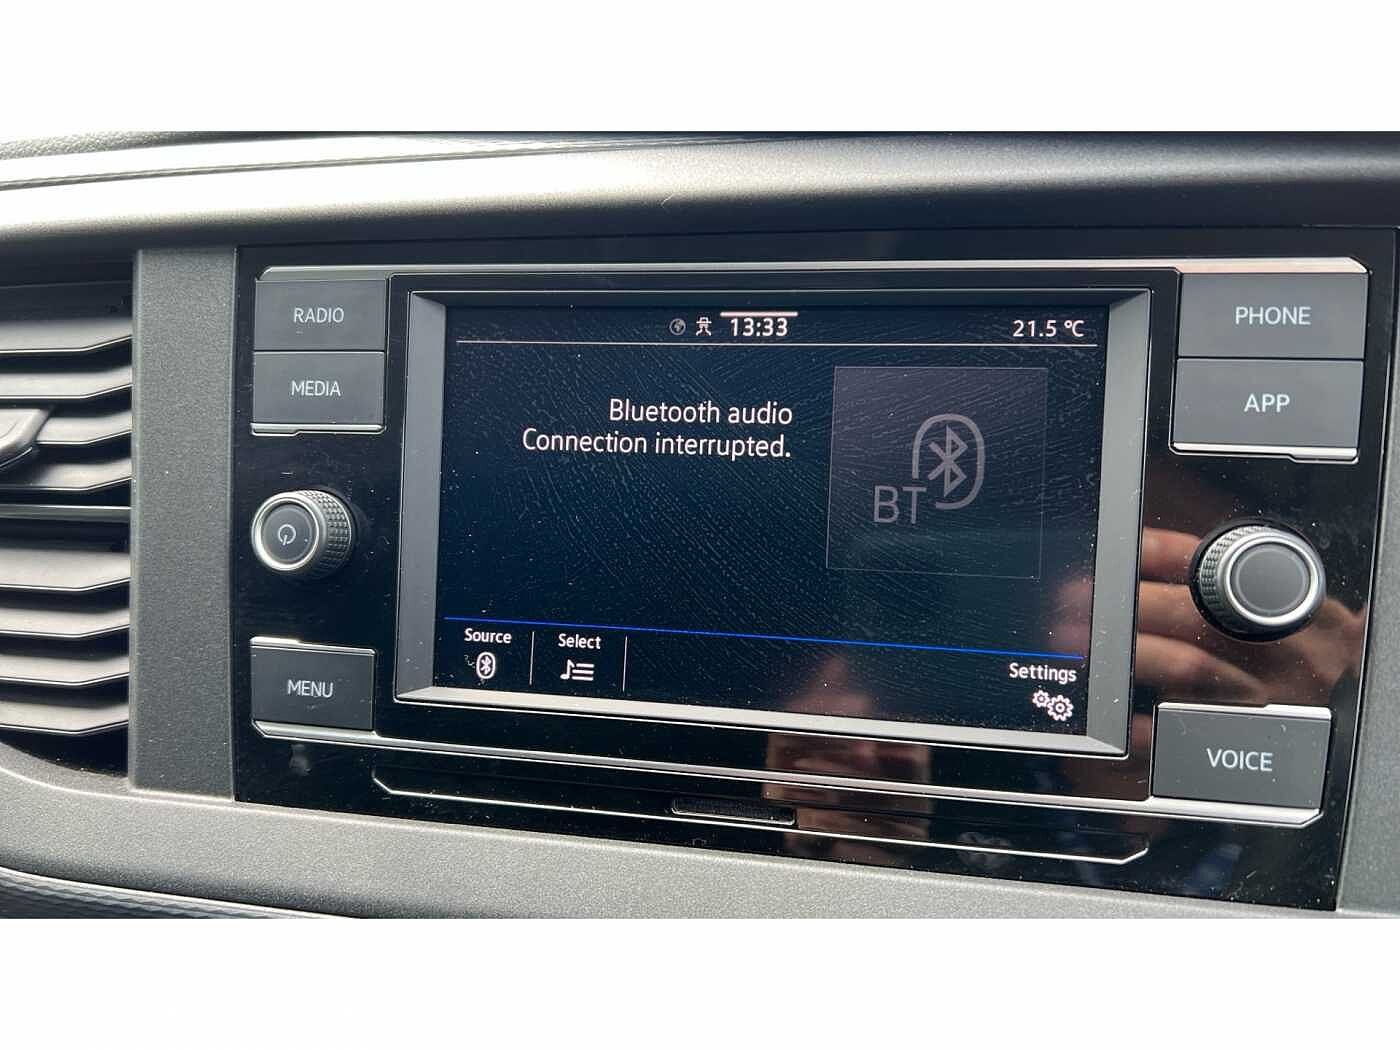 RADIO
MEDIA
MENU
13:33
21.5 °C
Bluetooth audio
Connection interrupted.
BT
Source
Select
Settings
PHONE
APP
VOICE